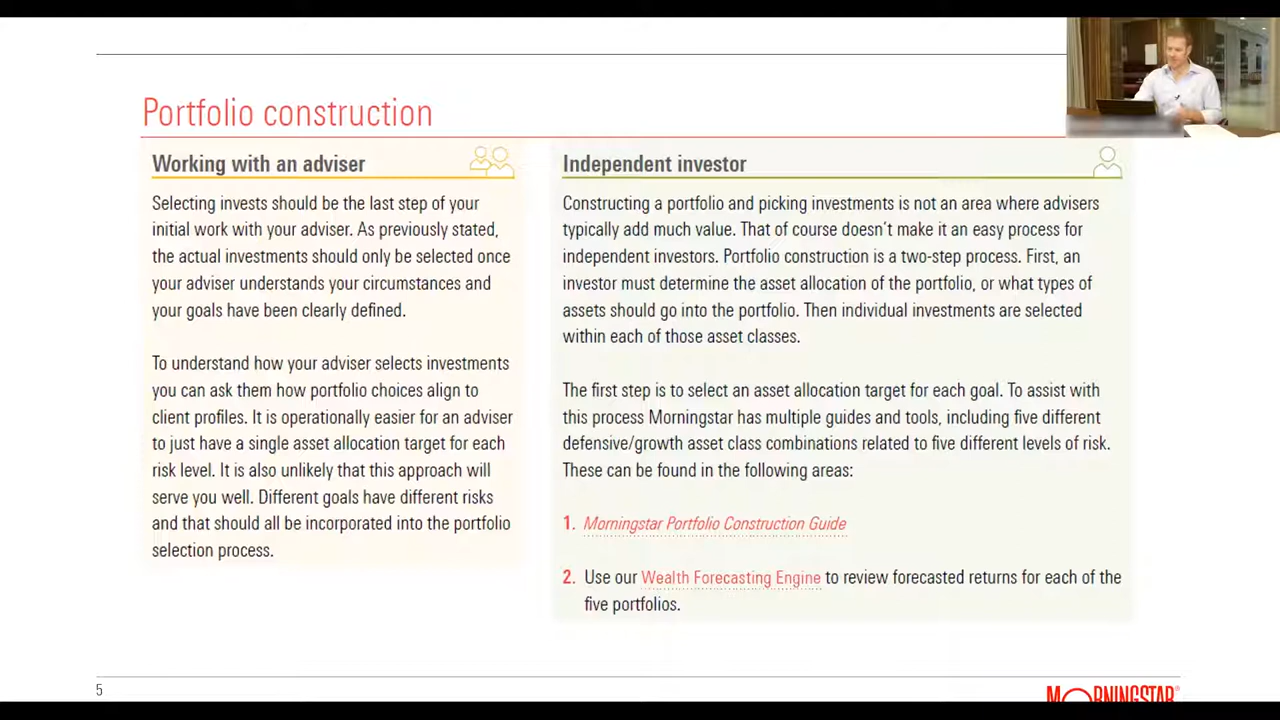 Portfolio construction
Working with an adviser
Selecting invests should be the last step of your
initial work with your adviser. As previously stated,
the actual investments should only be selected once
your adviser understands your circumstances and
your goals have been clearly defined.
To understand how your adviser selects investments
you can ask them how portfolio choices align to
client profiles. It is operationally easier for an adviser
to just have a single asset allocation target for each
risk level. It is also unlikely that this approach will
serve you well. Different goals have different risks
and that should all be incorporated into the portfolio
selection process.
Independent investor
Constructing a portfolio and picking investments is not an area where advisers
typically add much value. That of course doesn't make it an easy process for
independent investors. Portfolio construction is a two-step process. First, an
investor must determine the asset allocation of the portfolio, or what types of
assets should go into the portfolio. Then individual investments are selected
within each of those asset classes.
The first step is to select an asset allocation target for each goal. To assist with
this process Morningstar has multiple guides and tools, including five different
defensive/growth asset class combinations related to five different levels of risk.
These can be found in the following areas:
1. Morningstar Portfolio Construction Guide
2. Use our Wealth Forecasting Engine to review forecasted returns for each of the
five portfolios.
5
MORNINGSTAR®